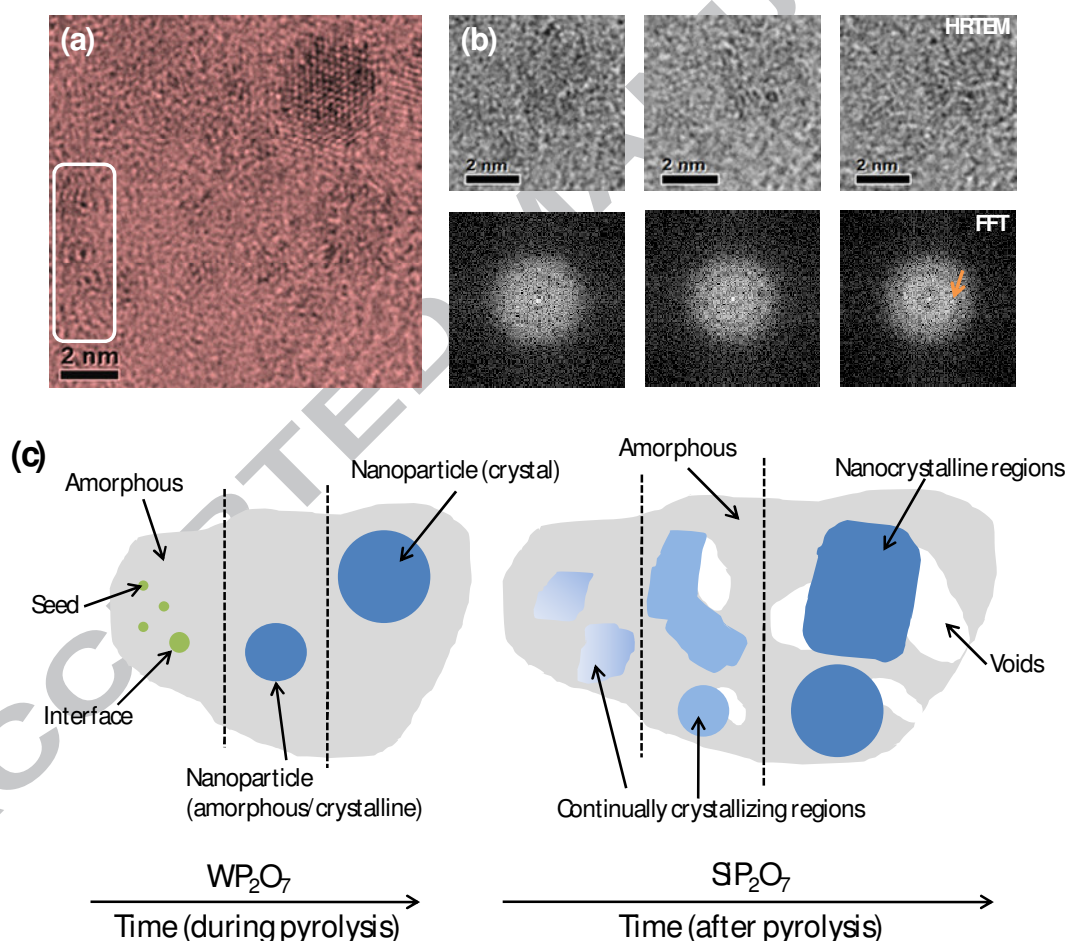 (a)
2 nm
(b)
HRTEM
2 nm
2 nm
2 nm
FFT
(c)
Amorphous
Nanoparticle (crystal)
Seed
Interface
Nanoparticle
(amorphous/crystalline)
WP2O7
Time (during pyrolysis)
Amorphous
Nanocrystalline regions
Voids
Continually crystallizing regions
SiP2O7
Time (after pyrolysis)